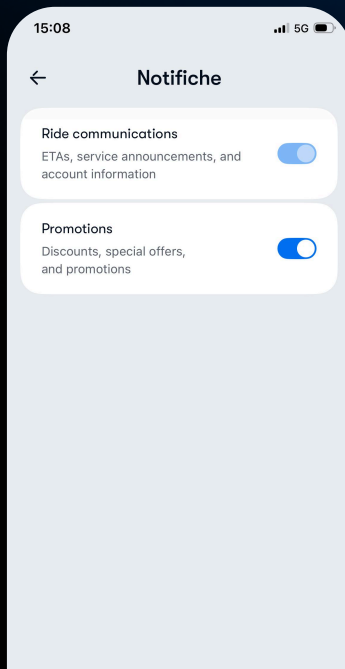 15:08
5G
Notifiche
Ride communications
ETAs, service announcements, and
account information
Promotions
Discounts, special offers,
and promotions